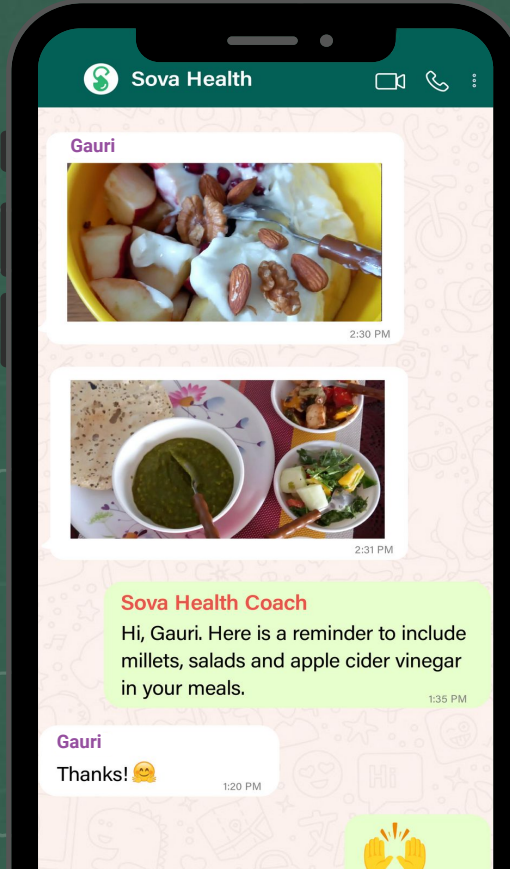 Sova Health
Gauri
2:30 PM
2:31 PM
Sova Health Coach
Hi, Gauri. Here is a reminder to include
millets, salads and apple cider vinegar
in your meals.
1:35 PM
Gauri
Thanks! 🤗
1:20 PM
🙌
Hi